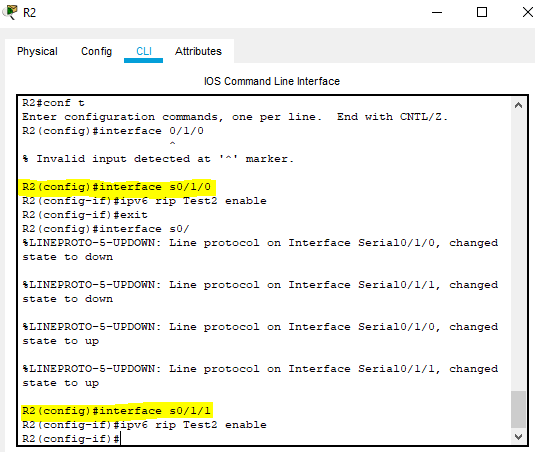 R2
Physical Config CLI Attributes
IOS Command Line Interface
R2#conf t
Enter configuration commands, one per line.  End with CNTL/Z.
R2(config)#interface 0/1/0
^
% Invalid input detected at '^' marker.
R2(config)#interface s0/1/0
R2(config-if)#ipv6 rip Test2 enable
R2(config-if)#exit
R2(config)#interface s0/
%LINEPROTO-5-UPDOWN: Line protocol on Interface Serial0/1/0, changed
state to down
%LINEPROTO-5-UPDOWN: Line protocol on Interface Serial0/1/1, changed
state to down
%LINEPROTO-5-UPDOWN: Line protocol on Interface Serial0/1/0, changed
state to up
%LINEPROTO-5-UPDOWN: Line protocol on Interface Serial0/1/1, changed
state to up
R2(config)#interface s0/1/1
R2(config-if)#ipv6 rip Test2 enable
R2(config-if)#